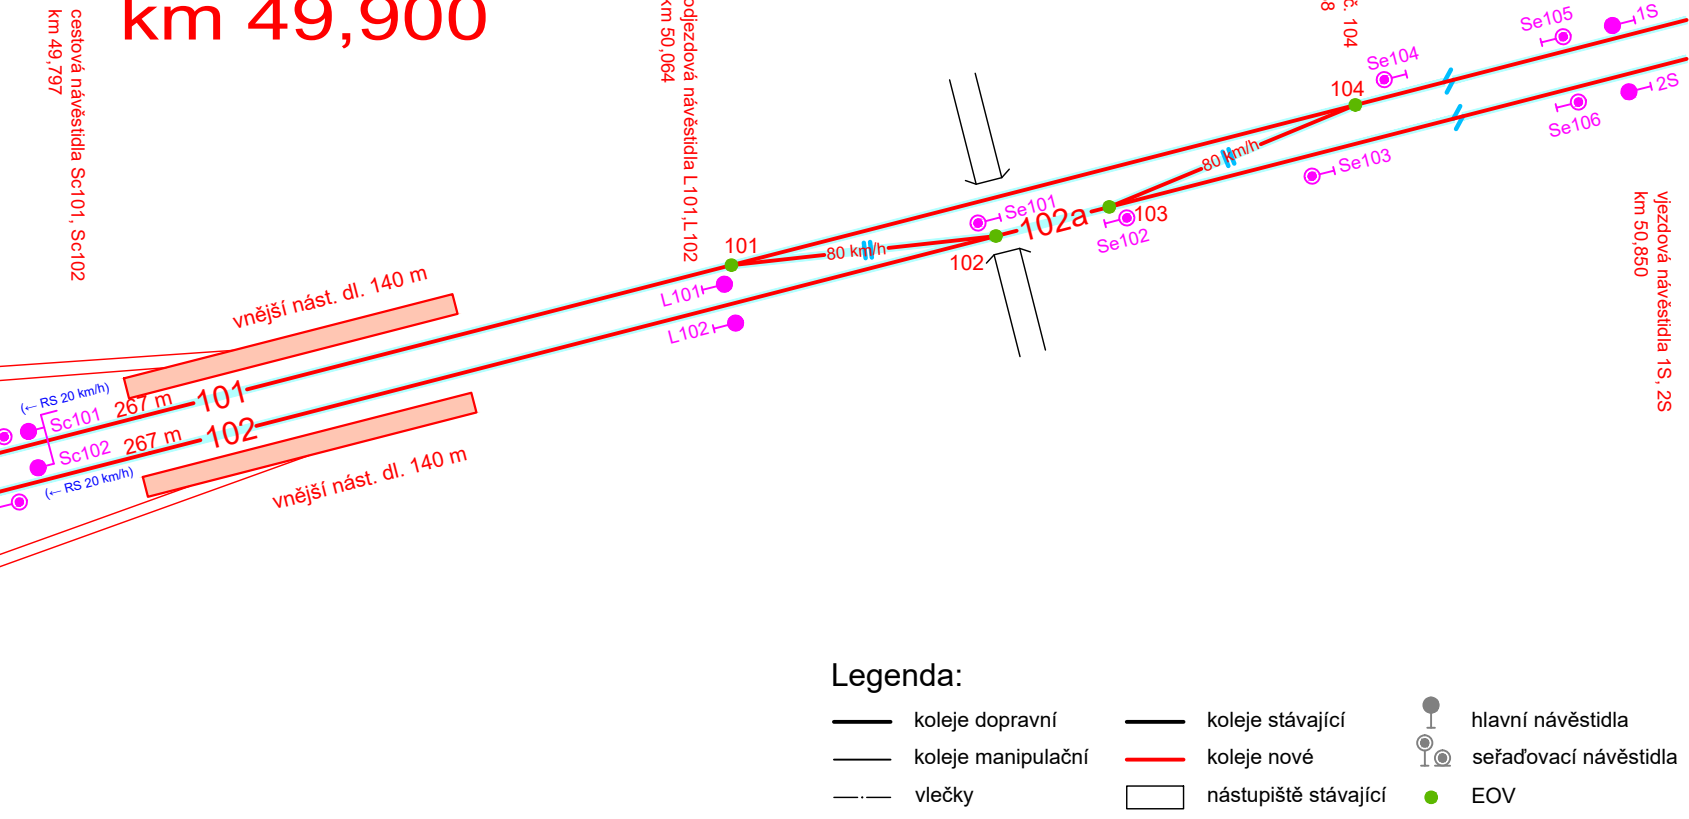 km 49,900
cestová návěstidla Sc101, Sc102
km 49,797
odjezdová návěstidla L101,L102
km 50,064
č. 104
8
Se105
1S
Se104
104
2S
Se106
80 km/h
Se103
Se101
102a
103
Se102
vjezdová návěstidla 1S, 2S
km 50,850
101
80 km/h
102
L101
L102
vnější nást. dl. 140 m
(← RS 20 km/h)
267 m
101
Sc101
267 m
102
Sc102
(← RS 20 km/h)
vnější nást. dl. 140 m
Legenda:
koleje dopravní
koleje stávající
hlavní návěstidla
koleje manipulační
koleje nové
seřaďovací návěstidla
vlečky
nástupiště stávající
EOV